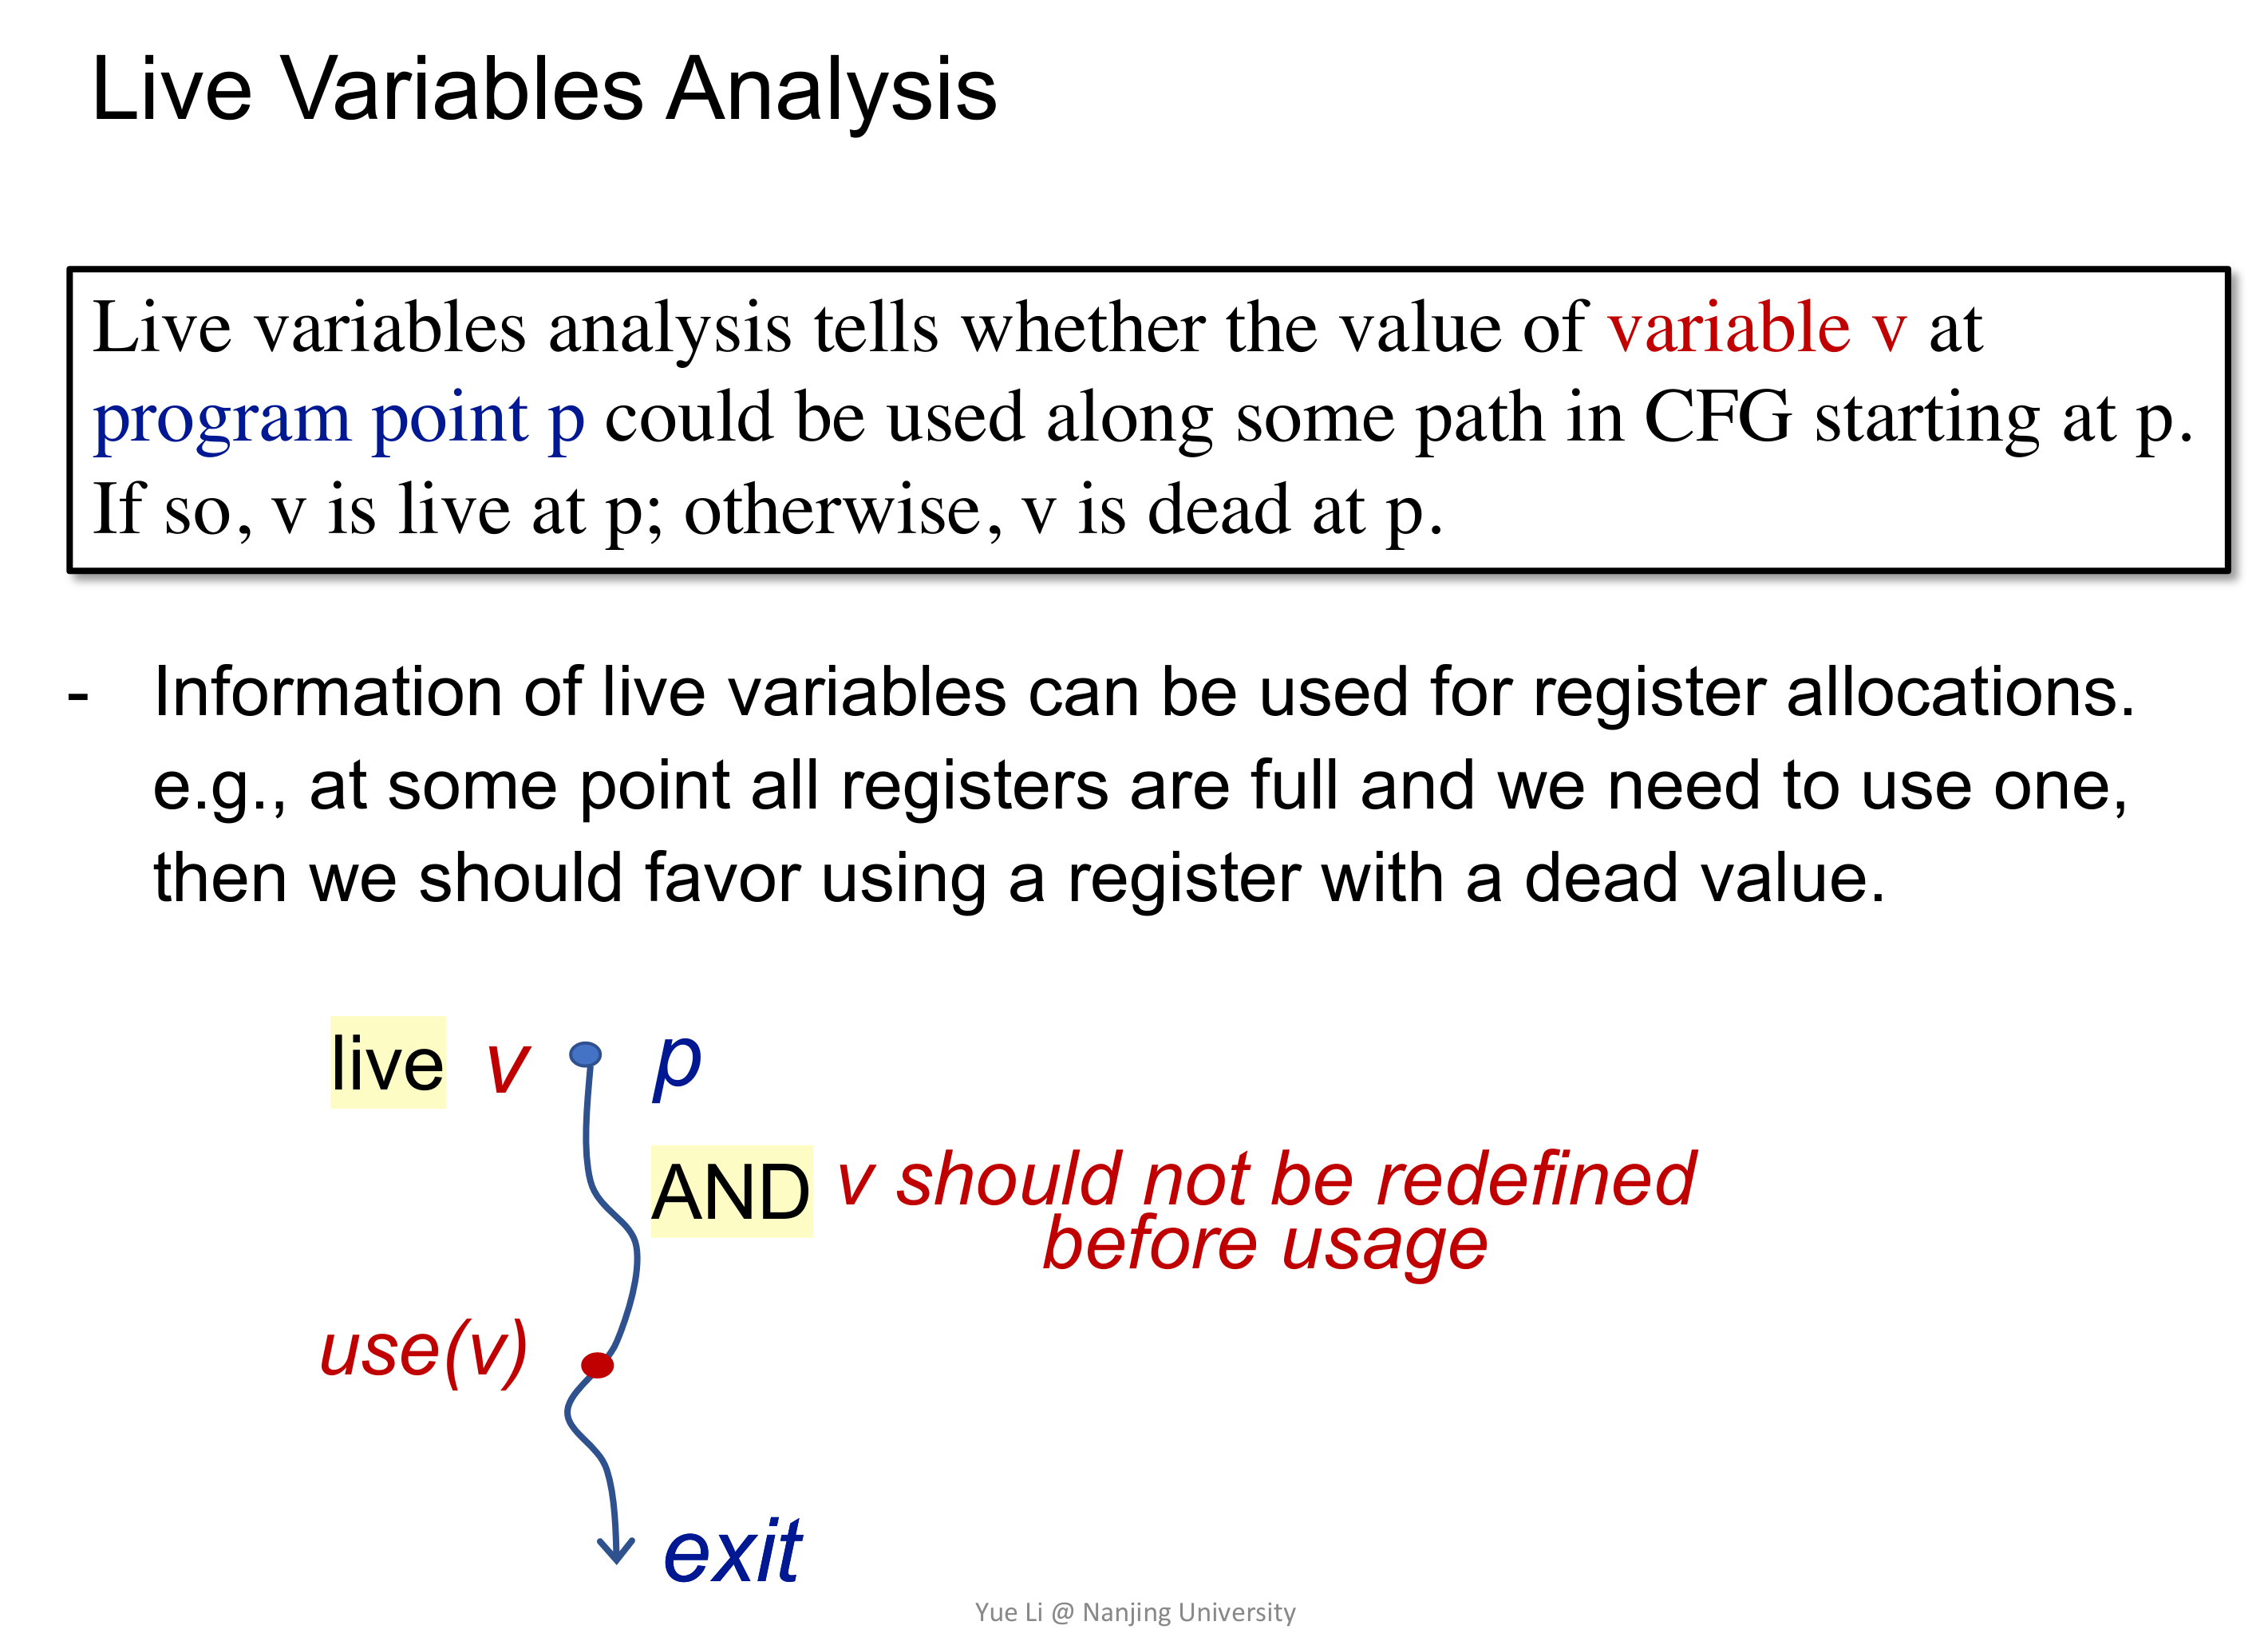 Live Variables Analysis
Live variables analysis tells whether the value of variable v at
program point p could be used along some path in CFG starting at p.
If so, v is live at p; otherwise, v is dead at p.
- Information of live variables can be used for register allocations.
e.g., at some point all registers are full and we need to use one,
then we should favor using a register with a dead value.
live v p
AND v should not be redefined
before usage
use(v)
exit
Yue Li @ Nanjing University